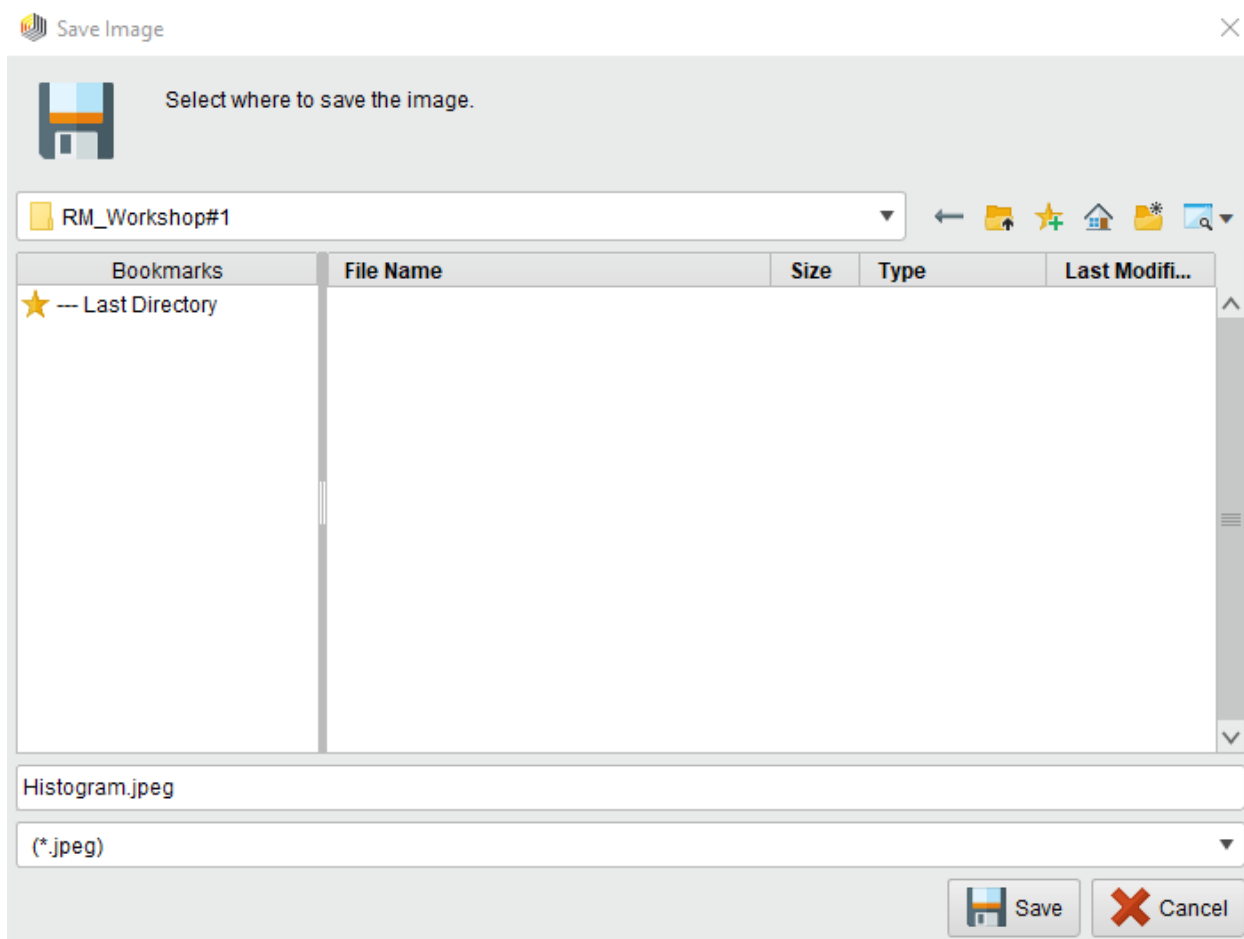 Save Image
Select where to save the image.
RM_Workshop#1
Bookmarks File Name Size Type Last Modifi...
--- Last Directory
Histogram.jpeg
(*.jpeg)
Save Cancel